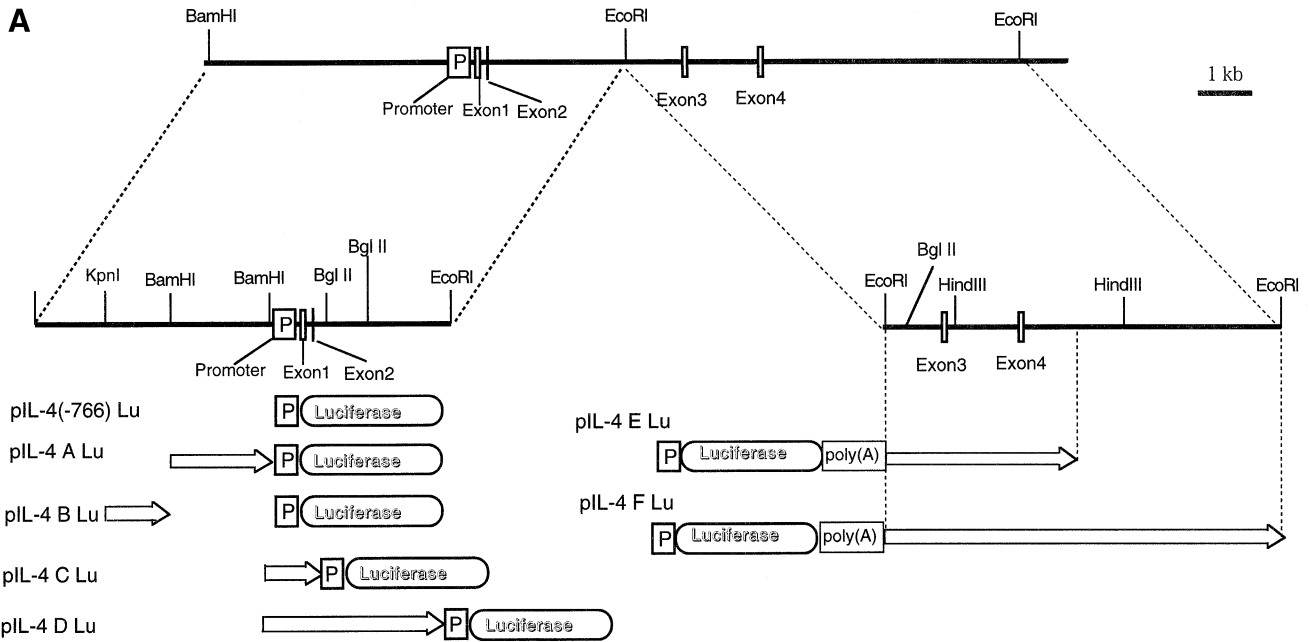 A
BamHI
EcoRI
EcoRI
P
1 kb
Promoter
Exon1
Exon2
Exon3
Exon4
KpnI
BamHI
BamHI
Bgl II
Bgl II
EcoRI
P
Promoter
Exon1
Exon2
EcoRI
Bgl II
HindIII
HindIII
EcoRI
Exon3
Exon4
pIL-4(-766) Lu
P
Luciferase
pIL-4 A Lu
P
Luciferase
pIL-4 B Lu
P
Luciferase
pIL-4 C Lu
P
Luciferase
pIL-4 D Lu
P
Luciferase
pIL-4 E Lu
P
Luciferase
poly(A)
pIL-4 F Lu
P
Luciferase
poly(A)